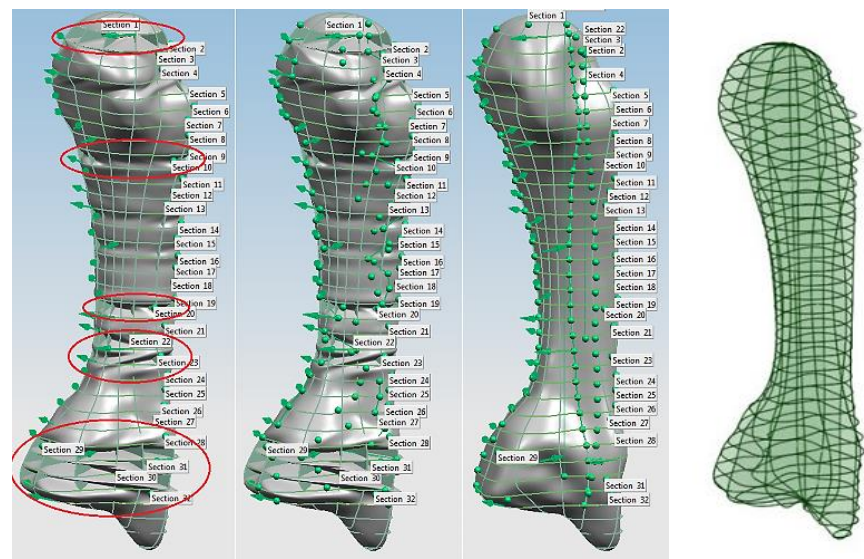 Section 1
Section 2
Section 3
Section 4
Section 5
Section 6
Section 7
Section 8
Section 9
Section 10
Section 11
Section 12
Section 13
Section 14
Section 15
Section 16
Section 17
Section 18
Section 19
Section 20
Section 21
Section 22
Section 23
Section 24
Section 25
Section 26
Section 27
Section 28
Section 29
Section 31
Section 30
Section 32
Section 1
Section 2
Section 3
Section 4
Section 5
Section 6
Section 7
Section 8
Section 9
Section 10
Section 11
Section 12
Section 13
Section 14
Section 15
Section 16
Section 17
Section 18
Section 19
Section 20
Section 21
Section 22
Section 23
Section 24
Section 25
Section 26
Section 27
Section 28
Section 29
Section 31
Section 30
Section 32
Section 1
Section 22
Section 3
Section 2
Section 4
Section 5
Section 6
Section 7
Section 8
Section 9
Section 10
Section 11
Section 12
Section 13
Section 14
Section 15
Section 16
Section 17
Section 18
Section 19
Section 20
Section 21
Section 23
Section 24
Section 25
Section 26
Section 27
Section 28
Section 29
Section 31
Section 32